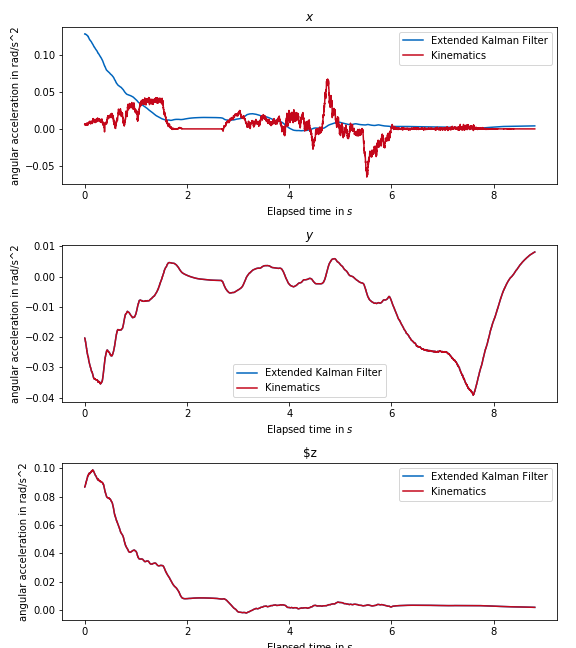 x
angular acceleration in rad/s^2
0.10
0.05
0.00
−0.05
0 2 4 6 8
Extended Kalman Filter
Kinematics
Elapsed time in s
y
angular acceleration in rad/s^2
0.01
0.00
−0.01
−0.02
−0.03
−0.04
0 2 4 6 8
Extended Kalman Filter
Kinematics
Elapsed time in s
$z
angular acceleration in rad/s^2
0.10
0.08
0.06
0.04
0.02
0.00
0 2 4 6 8
Extended Kalman Filter
Kinematics
Elapsed time in s